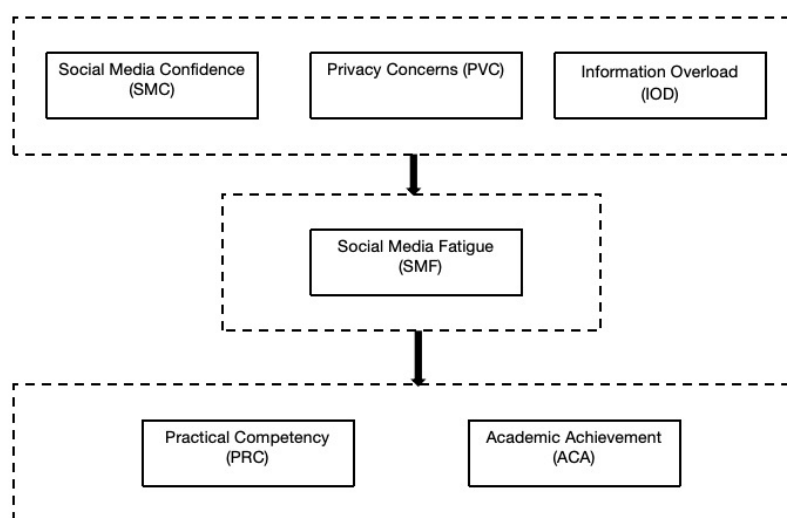 Social Media Confidence
(SMC)
Privacy Concerns (PVC)
Information Overload
(IOD)
Social Media Fatigue
(SMF)
Practical Competency
(PRC)
Academic Achievement
(ACA)